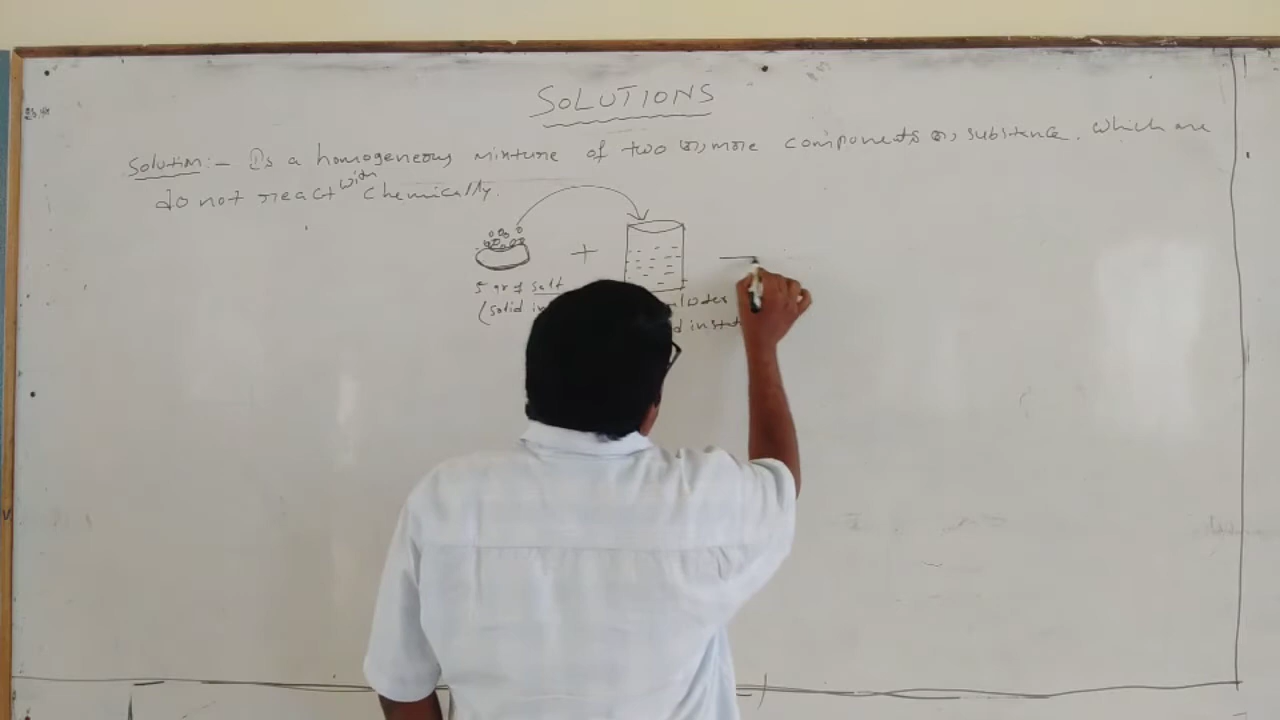 SOLUTIONS
Solution:- Is a homogeneous mixture of two or more components or, substance. which are
do not react with chemically.
+
5 gr of salt
(solid in
water
d in stat